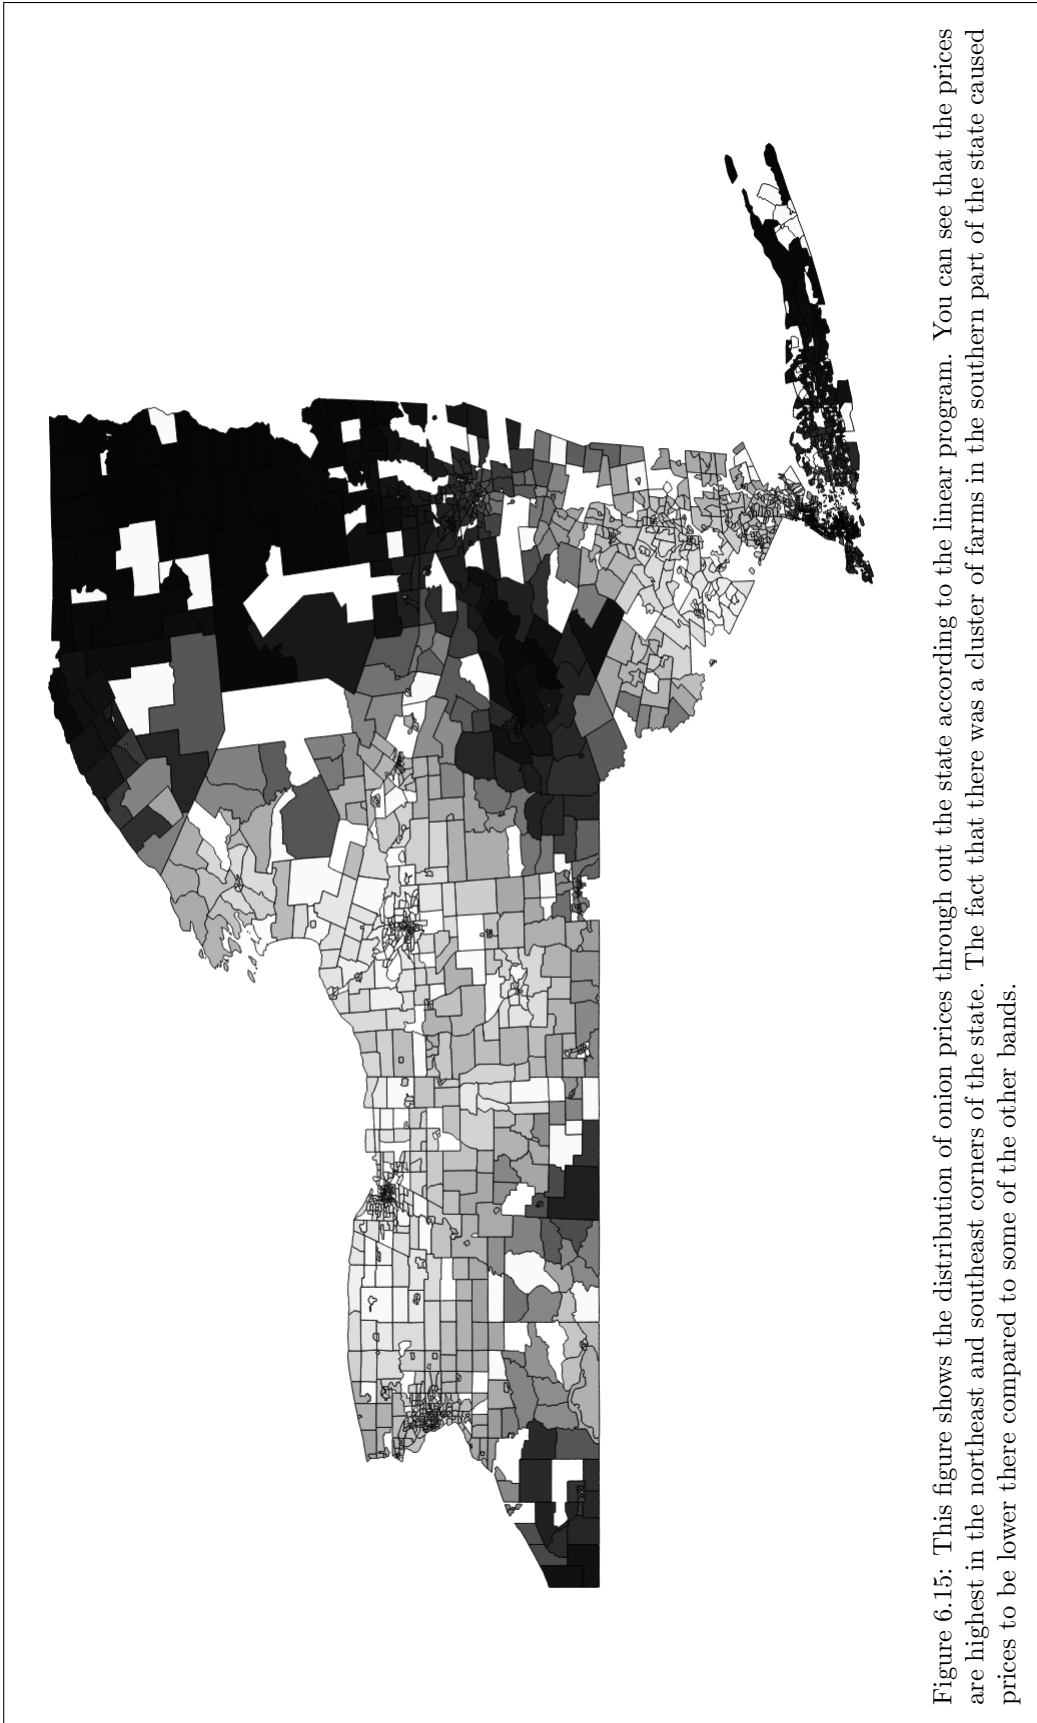 Figure 6.15: This figure shows the distribution of onion prices through out the state according to the linear program. You can see that the prices
are highest in the northeast and southeast corners of the state. The fact that there was a cluster of farms in the southern part of the state caused
prices to be lower there compared to some of the other bands.